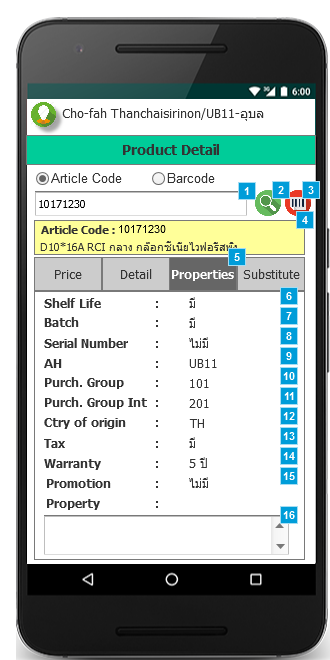 6:00
Cho-fah Thanchaisirinon/UB11-อุบล
Product Detail
Article Code Barcode
10171230 1 2 3
4
Article Code : 10171230
D10*16A RCI กลาง กล๊อกซิเนียไวฟลอริสพัง
5
Price Detail Properties Substitute
Shelf Life : มี 6
Batch : มี 7
Serial Number : ไม่มี 8
AH : UB11 9
Purch. Group : 101 10
Purch. Group Int : 201 11
Ctry of origin : TH 12
Tax : มี 13
Warranty : 5 ปี 14
Promotion : ไม่มี 15
Property :
16